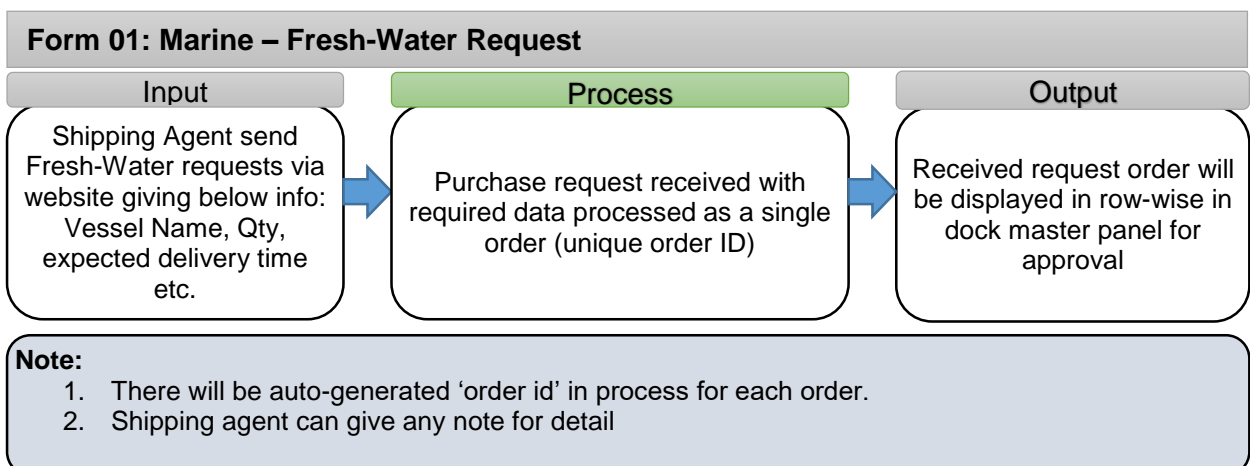 Form 01: Marine – Fresh-Water Request
Input
Shipping Agent send
Fresh-Water requests via
website giving below info:
Vessel Name, Qty,
expected delivery time
etc.
Process
Purchase request received with
required data processed as a single
order (unique order ID)
Output
Received request order will
be displayed in row-wise in
dock master panel for
approval
Note:
1. There will be auto-generated ‘order id’ in process for each order.
2. Shipping agent can give any note for detail